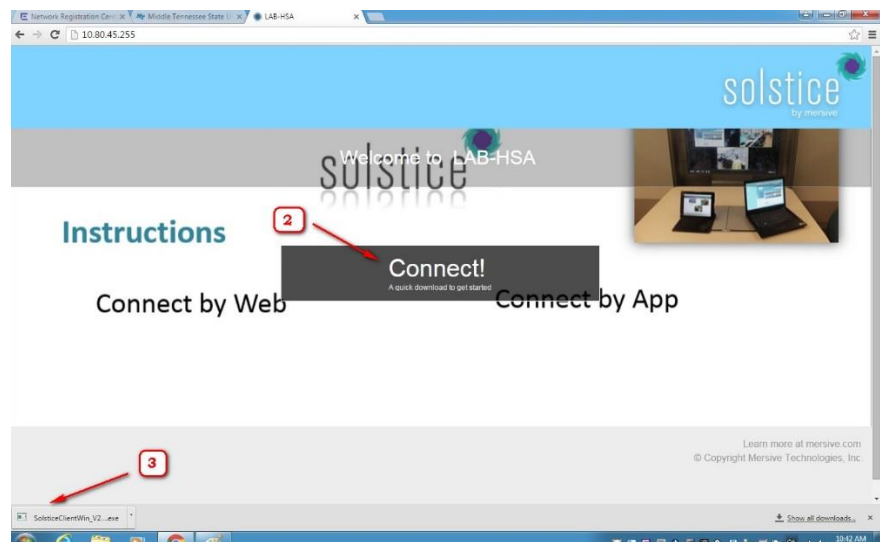 Network Registration Cent
Middle Tennessee State U
LAB-HSA
10.80.45.255
solstice
by mersive
Welcome to LAB-HSA
solstice
Instructions
2
Connect!
A quick download to get started
Connect by Web
Connect by App
Learn more at mersive.com
© Copyright Mersive Technologies, Inc.
3
SolsticeClientWin_V2...exe
Show all downloads...
10:42 AM